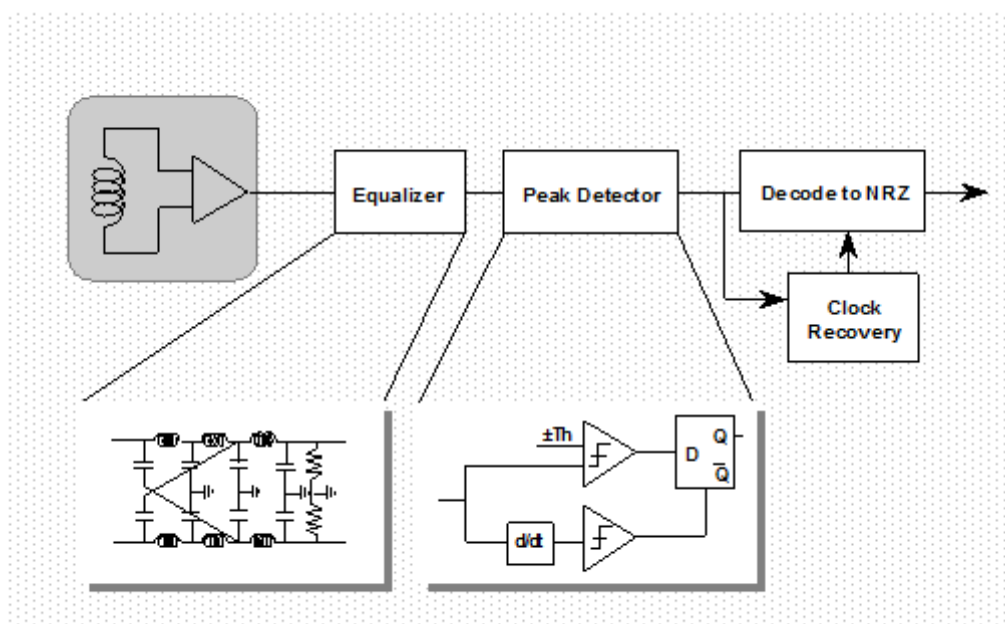 Equalizer
Peak Detector
Decode to NRZ
Clock
Recovery
±Th
D
Q
Q̅
d/dt